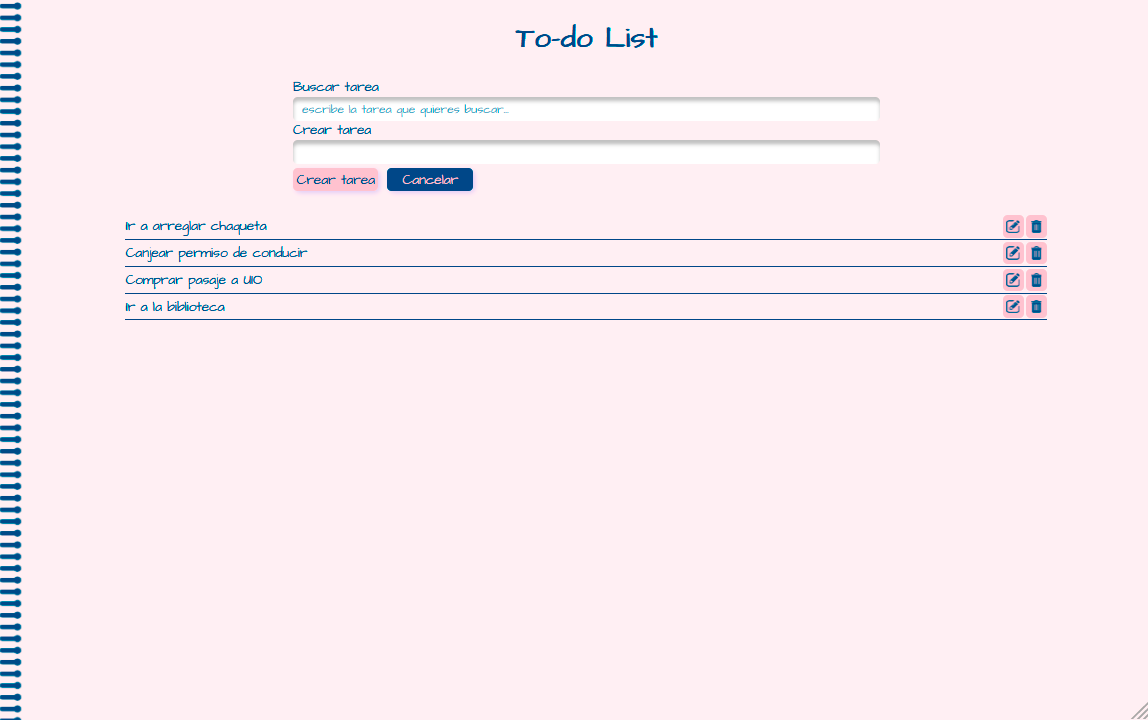 To-do List
Buscar tarea
escribe la tarea que quieres buscar...
Crear tarea
Crear tarea Cancelar
Ir a arreglar chaqueta
Canjear permiso de conducir
Comprar pasaje a UIO
Ir a la biblioteca